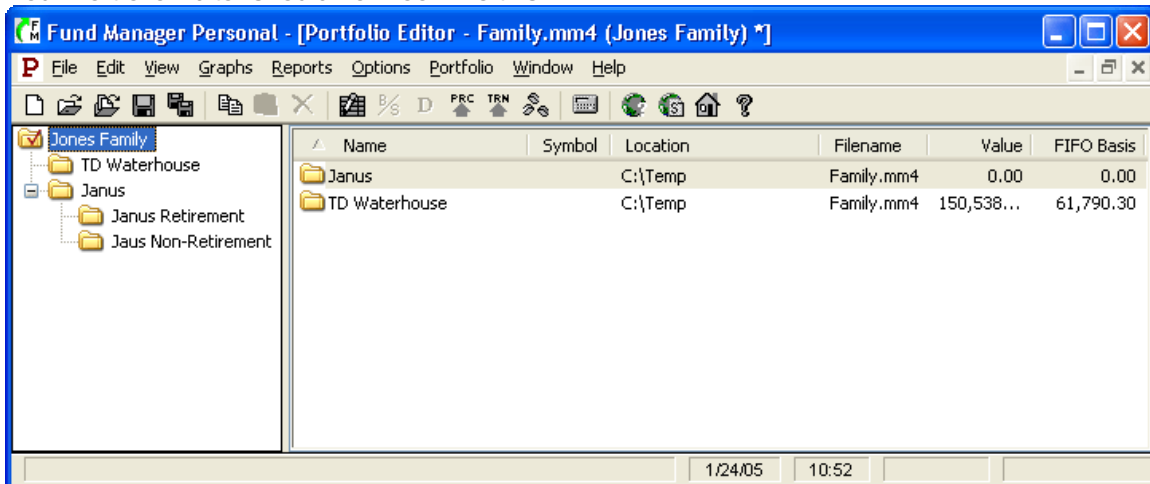 Fund Manager Personal - [Portfolio Editor - Family.mm4 (Jones Family) *]
P File Edit View Graphs Reports Options Portfolio Window Help
B/S D PRC TRN
Jones Family
TD Waterhouse
Janus
Janus Retirement
Jaus Non-Retirement
Name Symbol Location Filename Value FIFO Basis
Janus C:\Temp Family.mm4 0.00 0.00
TD Waterhouse C:\Temp Family.mm4 150,538... 61,790.30
1/24/05 10:52